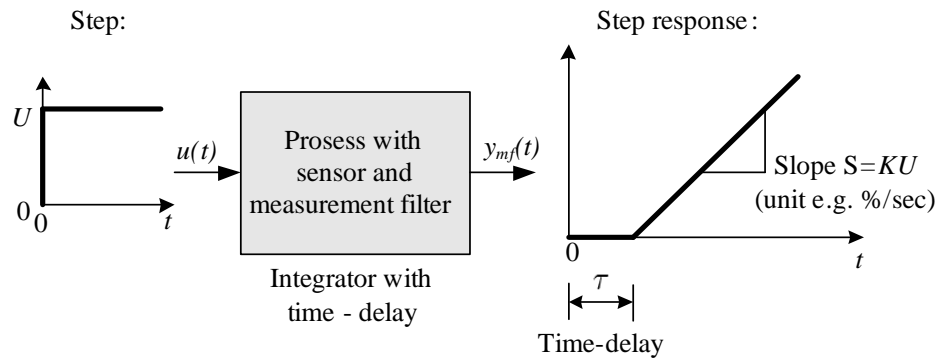 Step:
U
0
0
t
u(t)
Prosess with
sensor and
measurement filter
Integrator with
time - delay
y_mf(t)
Step response:
Slope S=KU
(unit e.g. %/sec)
0
t
τ
Time-delay